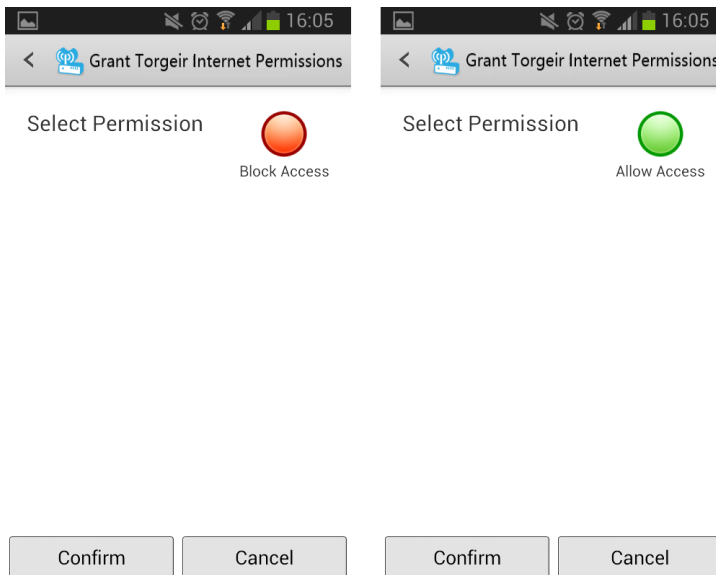 16:05
Grant Torgeir Internet Permissions
Select Permission
Block Access
Confirm Cancel
16:05
Grant Torgeir Internet Permissions
Select Permission
Allow Access
Confirm Cancel